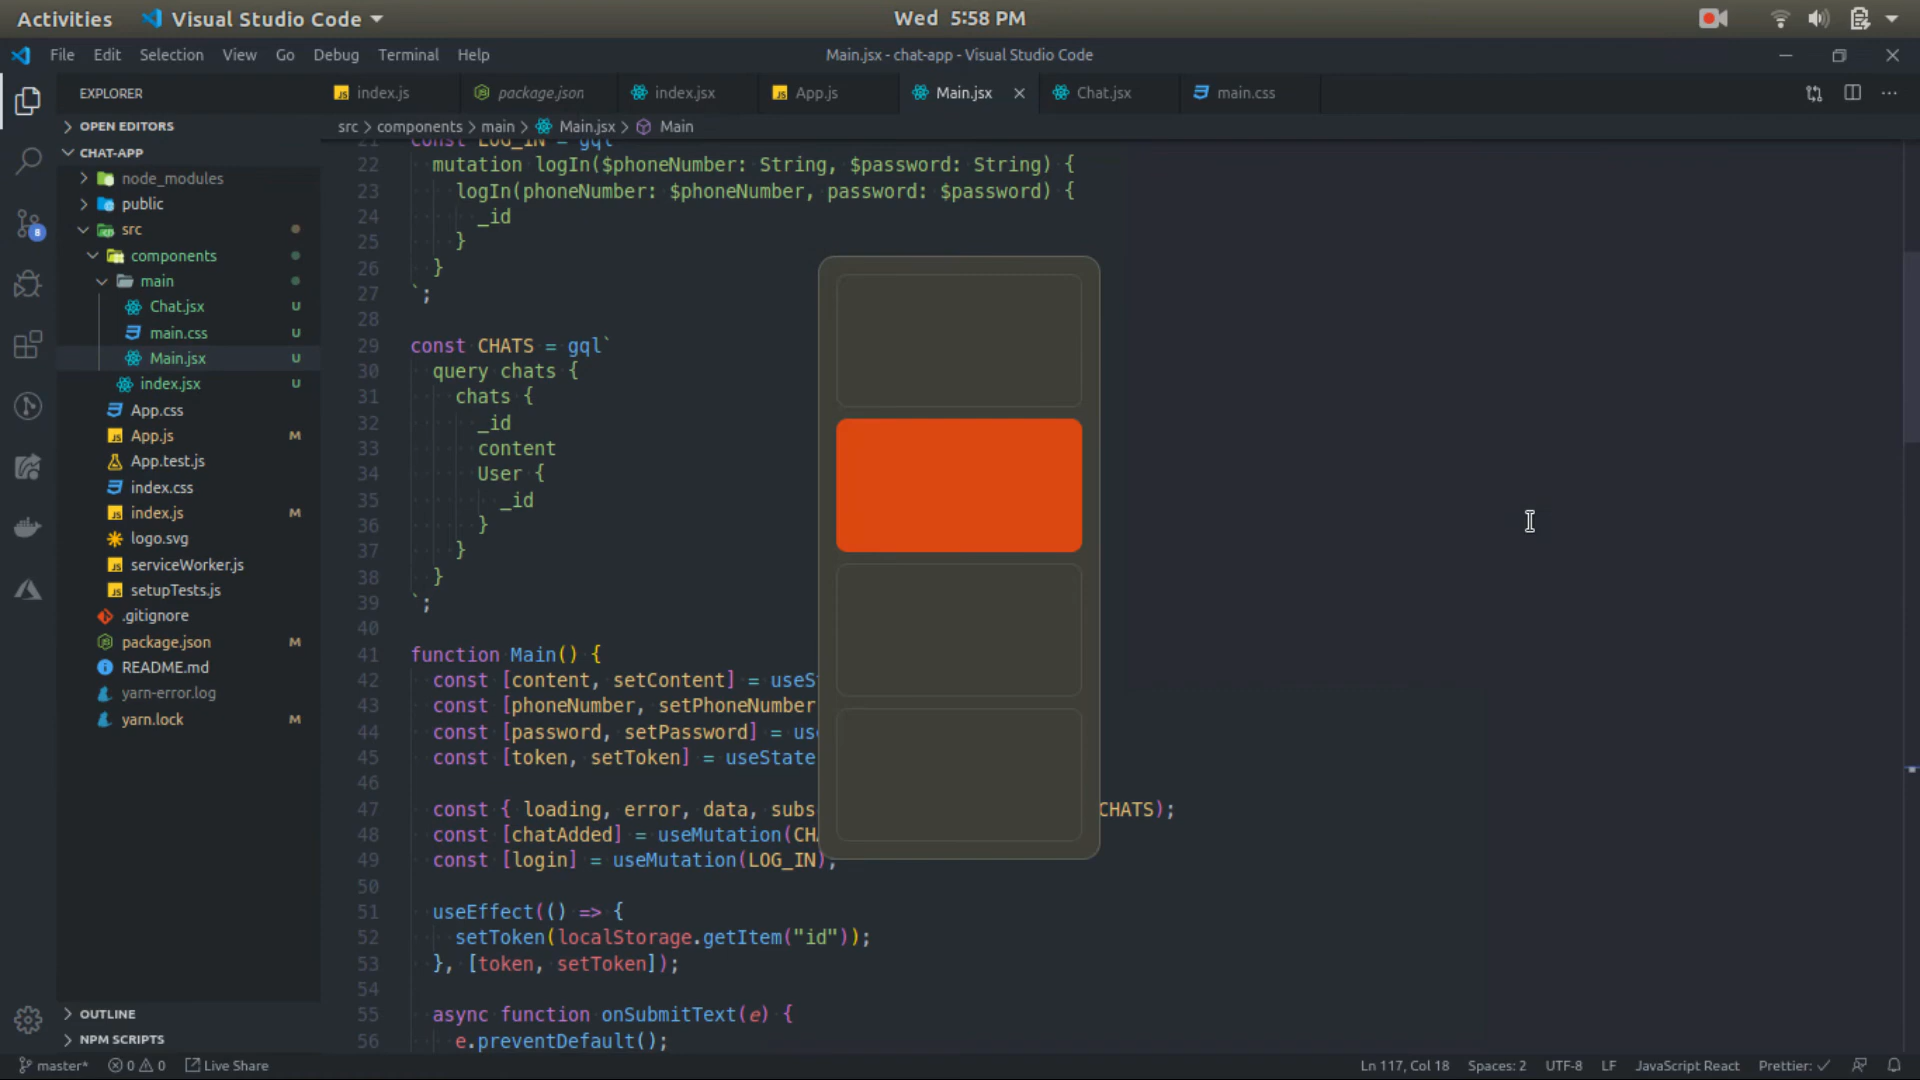 Activities
Visual Studio Code
Wed 5:58 PM
File Edit Selection View Go Debug Terminal Help
Main.jsx - chat-app - Visual Studio Code
EXPLORER
OPEN EDITORS
CHAT-APP
node_modules
public
src
components
main
Chat.jsx U
main.css U
Main.jsx U
index.jsx U
App.css
App.js M
App.test.js
index.css
index.js M
logo.svg
serviceWorker.js
setupTests.js
.gitignore
package.json M
README.md
yarn-error.log
yarn.lock M
OUTLINE
NPM SCRIPTS
8
index.js package.json index.jsx App.js Main.jsx Chat.jsx main.css
src > components > main > Main.jsx > Main
21 const LOG_IN = gql`
22 mutation logIn($phoneNumber: String, $password: String) {
23 logIn(phoneNumber: $phoneNumber, password: $password) {
24 _id
25 }
26 }
27 `;
28
29 const CHATS = gql`
30 query chats {
31 chats {
32 _id
33 content
34 User {
35 _id
36 }
37 }
38 }
39 `;
40
41 function Main() {
42 const [content, setContent] = useS
43 const [phoneNumber, setPhoneNumber
44 const [password, setPassword] = us
45 const [token, setToken] = useState
46
47 const { loading, error, data, subs CHATS);
48 const [chatAdded] = useMutation(CH
49 const [login] = useMutation(LOG_IN);
50
51 useEffect(() => {
52 setToken(localStorage.getItem("id"));
53 }, [token, setToken]);
54
55 async function onSubmitText(e) {
56 e.preventDefault();
master* 0 0 Live Share
Ln 117, Col 18 Spaces: 2 UTF-8 LF JavaScript React Prettier: ✓